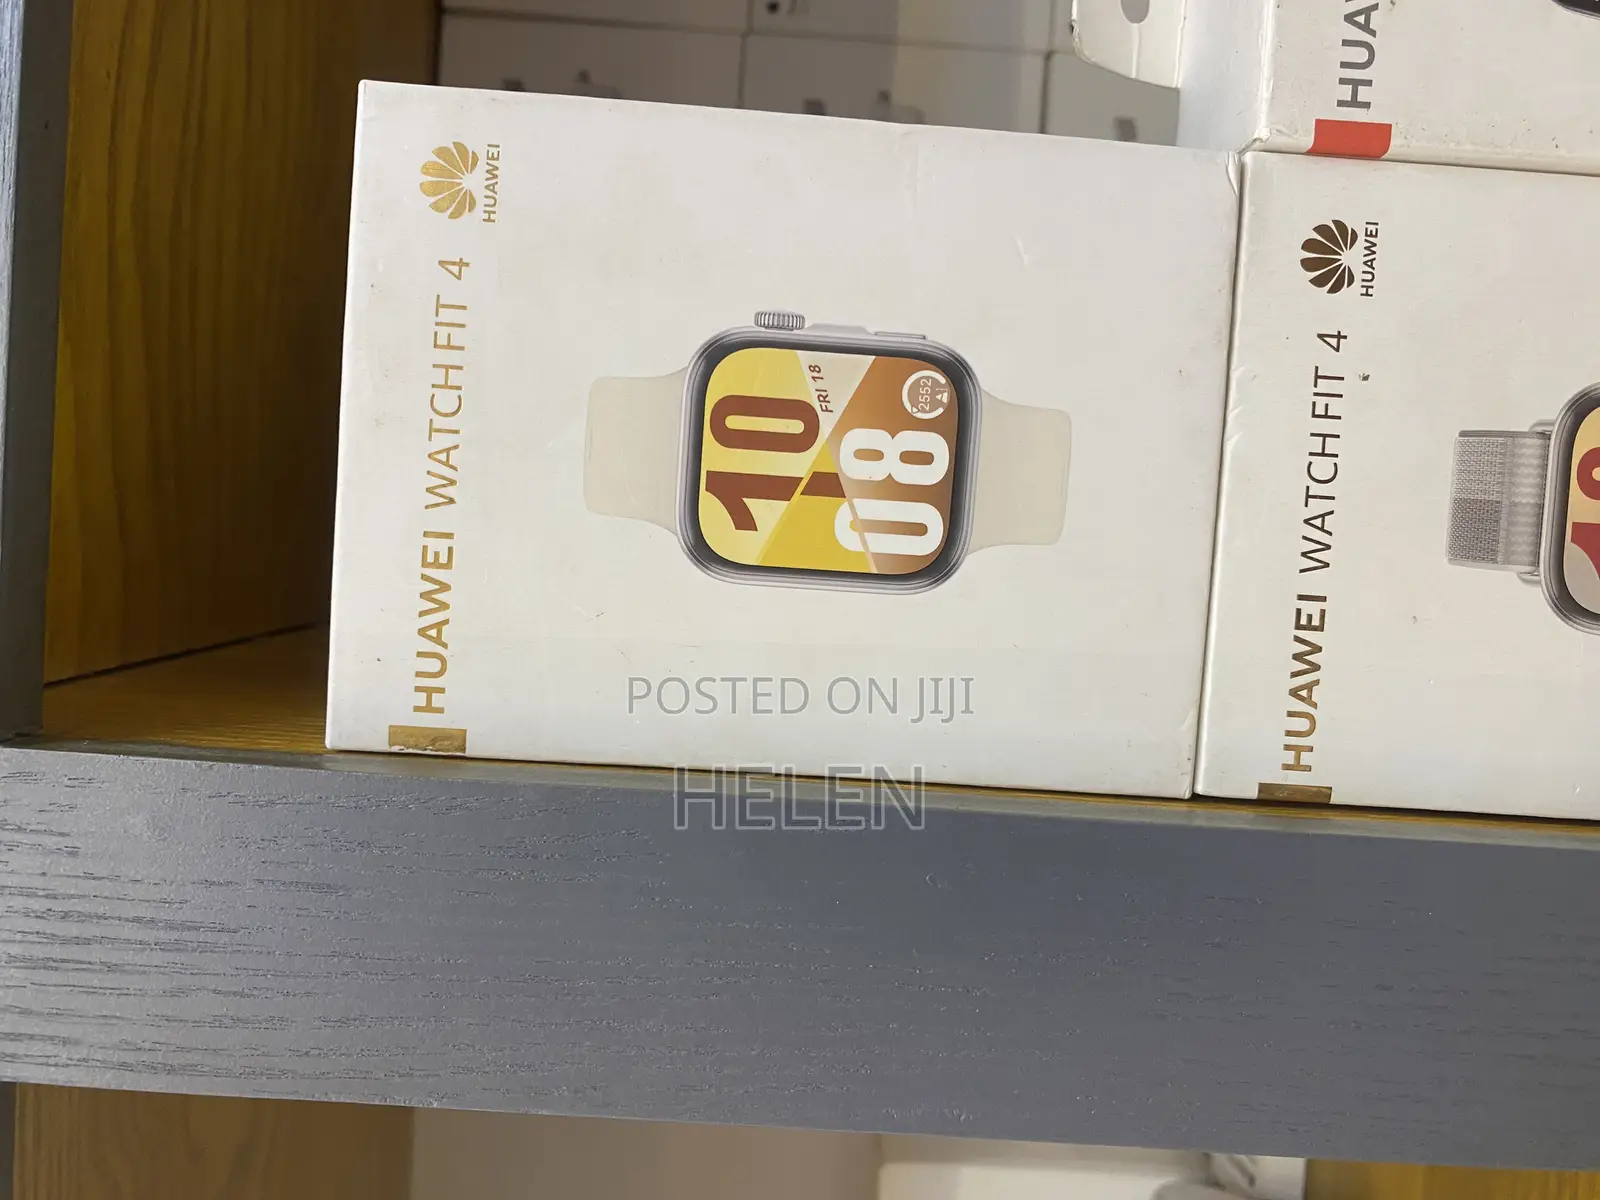 HUAWEI WATCH FIT 4
HUAWEI
10
08
FRI 18
2552
HUAWEI WATCH FIT 4
HUAWEI
HUA
POSTED ON JIJI
HELEN